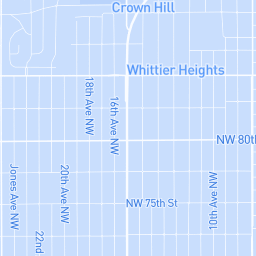 Crown Hill
Whittier Heights
18th Ave NW
16th Ave NW
NW 80th
Jones Ave NW
20th Ave NW
10th Ave NW
NW 75th St
22nd